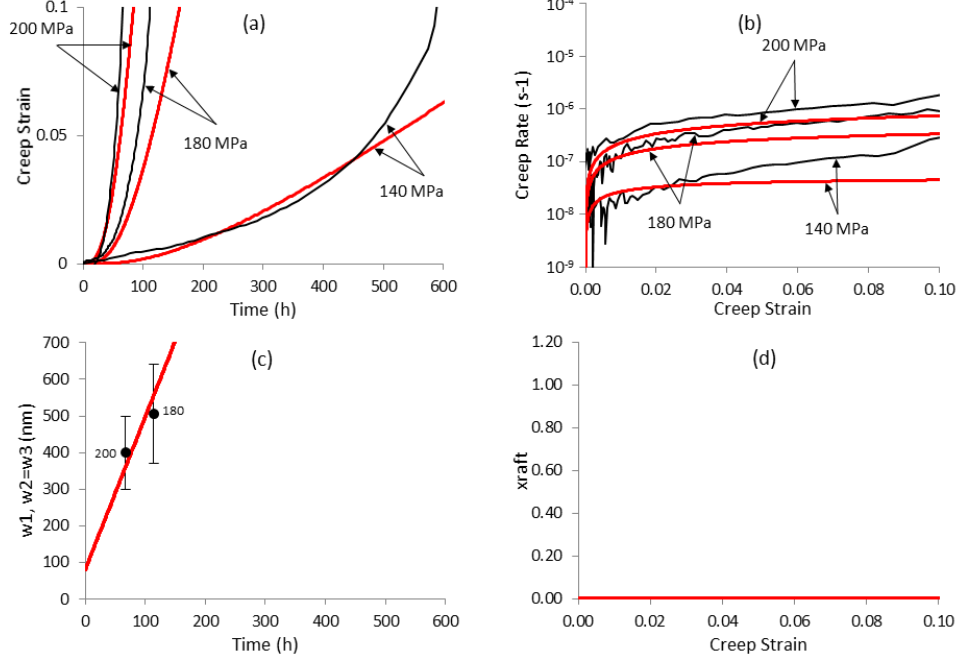 (a)
0.1
0.05
0
Creep Strain
200 MPa
180 MPa
140 MPa
0 100 200 300 400 500 600
Time (h)
(b)
10-4
10-5
10-6
10-7
10-8
10-9
Creep Rate (s-1)
200 MPa
180 MPa
140 MPa
0.00 0.02 0.04 0.06 0.08 0.10
Creep Strain
(c)
700
600
500
400
300
200
100
0
w1, w2=w3 (nm)
200
180
0 100 200 300 400 500 600
Time (h)
(d)
1.20
1.00
0.80
0.60
0.40
0.20
0.00
xraft
0.00 0.02 0.04 0.06 0.08 0.10
Creep Strain